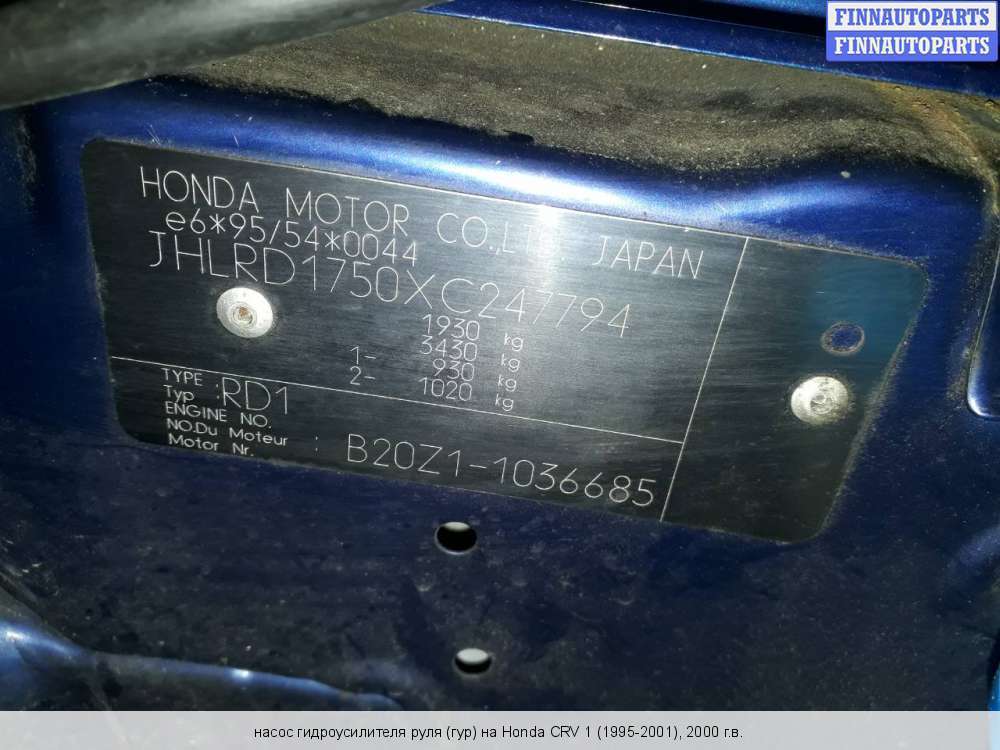 FINNAUTOPARTS
FINNAUTOPARTS
HONDA MOTOR CO.,LTD. JAPAN
e6*95/54*0044
JHLRD1750XC247794
1930 kg
3430 kg
1- 930 kg
2- 1020 kg
TYPE
Typ : RD1
ENGINE NO.
NO.Du Moteur : B20Z1-1036685
Motor Nr.
насос гидроусилителя руля (гур) на Honda CRV 1 (1995-2001), 2000 г.в.